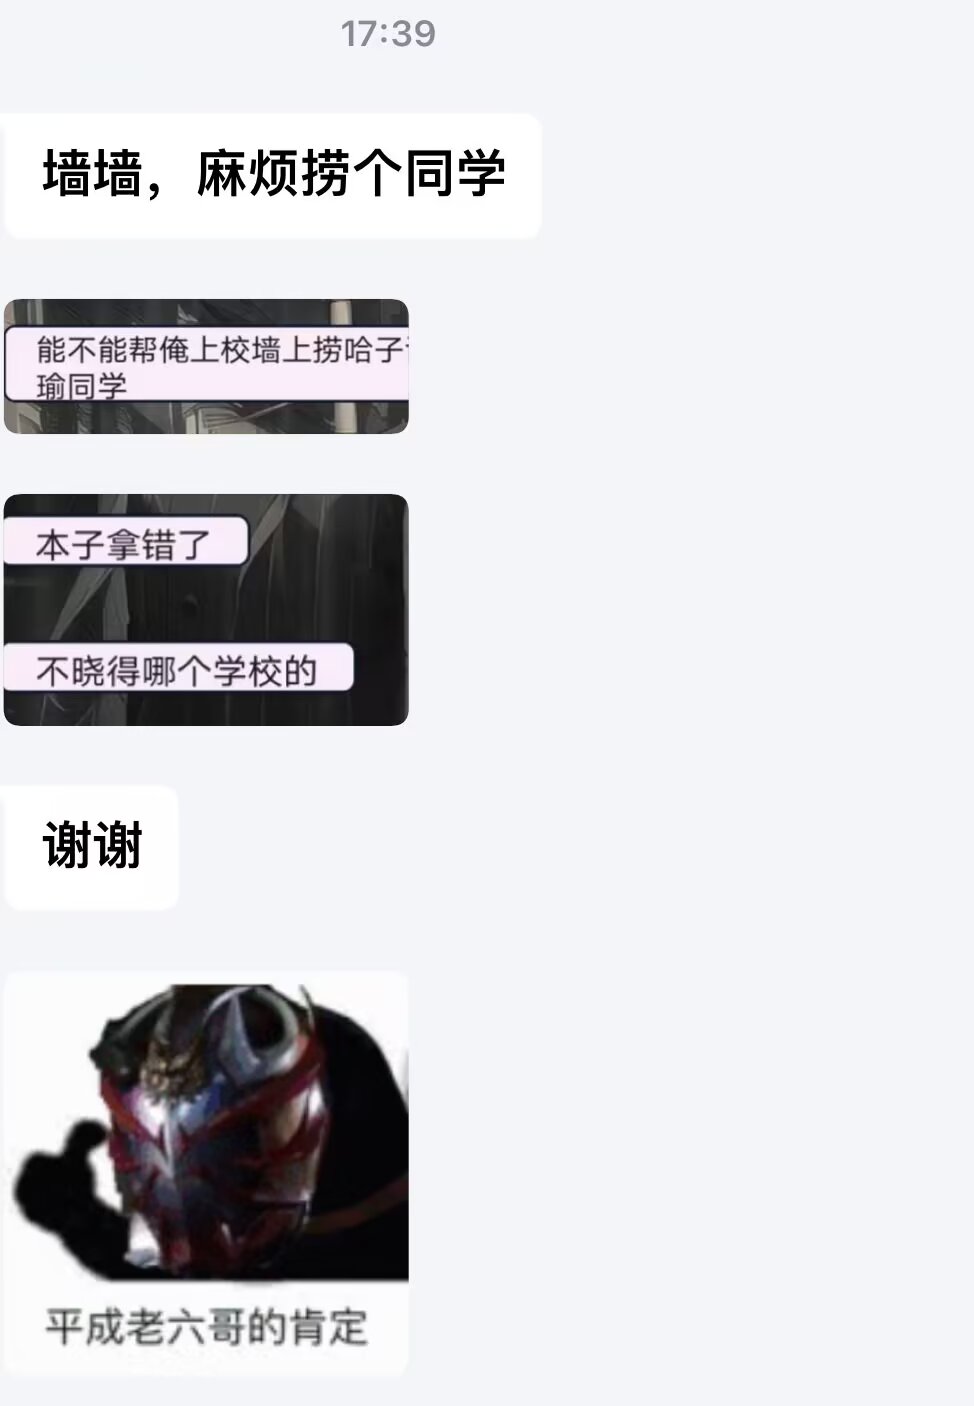 17:39
墙墙，麻烦捞个同学
能不能帮俺上校墙上捞哈子
瑜同学
本子拿错了
不晓得哪个学校的
谢谢
平成老六哥的肯定